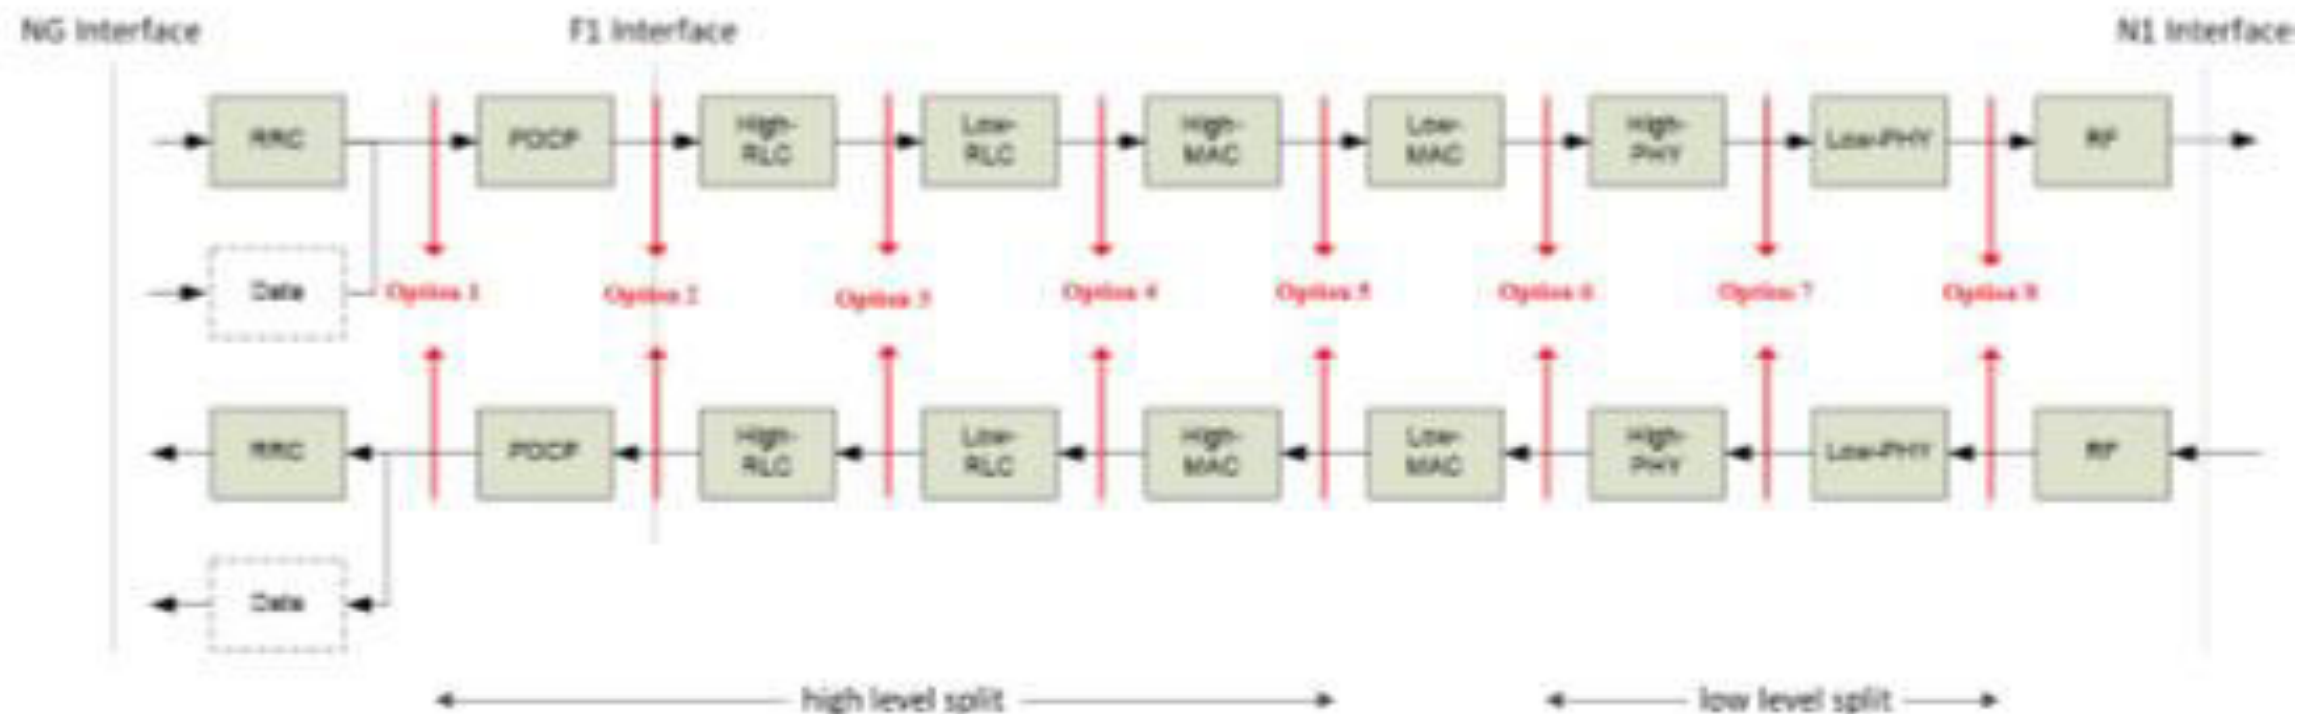 NG Interface F1 Interface N1 Interface
RRC PDCP High-RLC Low-RLC High-MAC Low-MAC High-PHY Low-PHY RF
Data Option 1 Option 2 Option 3 Option 4 Option 5 Option 6 Option 7 Option 8
RRC PDCP High-RLC Low-RLC High-MAC Low-MAC High-PHY Low-PHY RF
Data
high level split low level split